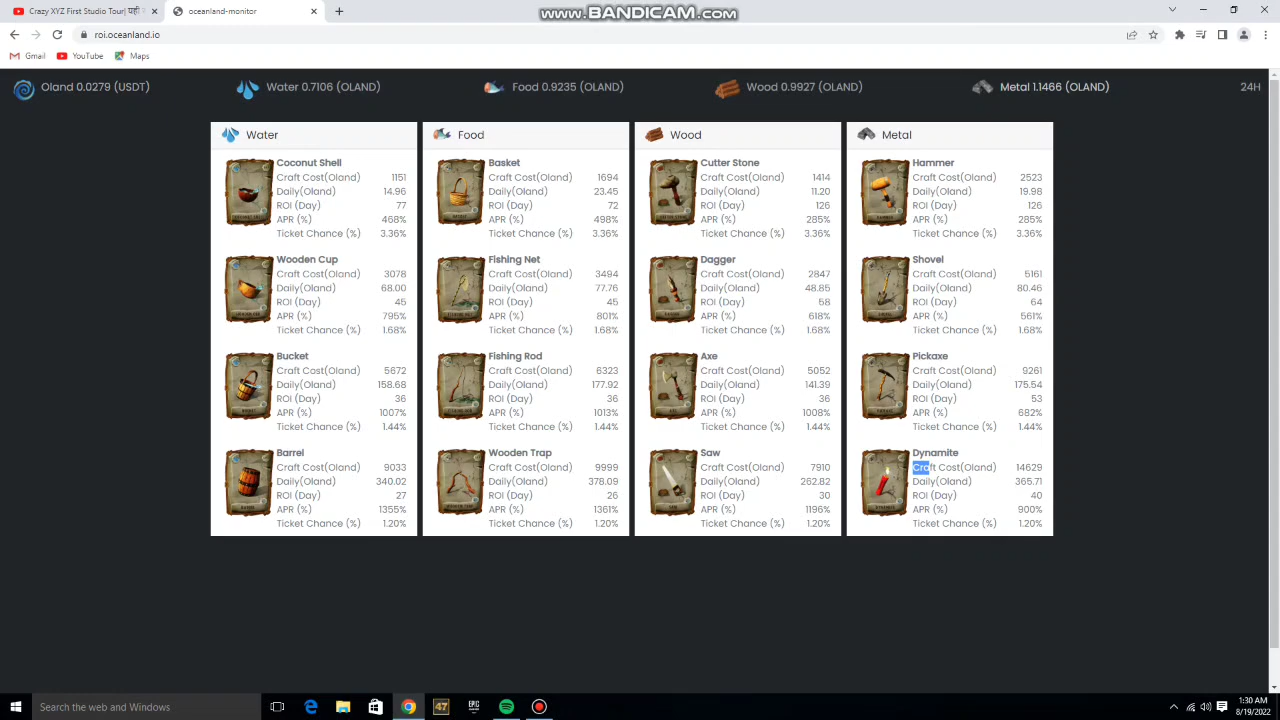 www.BANDICAM.com
Crazy XYZ First Studio Tour| पही
oceanland-monitor
roi.oceanland.io
Gmail
YouTube
Maps
Oland 0.0279 (USDT)
Water 0.7106 (OLAND)
Food 0.9235 (OLAND)
Wood 0.9927 (OLAND)
Metal 1.1466 (OLAND)
24H
Water
Coconut Shell
Craft Cost(Oland) 1151
Daily(Oland) 14.96
ROI (Day) 77
APR (%) 468%
Ticket Chance (%) 3.36%
Wooden Cup
Craft Cost(Oland) 3078
Daily(Oland) 68.00
ROI (Day) 45
APR (%) 795%
Ticket Chance (%) 1.68%
Bucket
Craft Cost(Oland) 5672
Daily(Oland) 158.68
ROI (Day) 36
APR (%) 1007%
Ticket Chance (%) 1.44%
Barrel
Craft Cost(Oland) 9033
Daily(Oland) 340.02
ROI (Day) 27
APR (%) 1355%
Ticket Chance (%) 1.20%
Food
Basket
Craft Cost(Oland) 1694
Daily(Oland) 23.45
ROI (Day) 72
APR (%) 498%
Ticket Chance (%) 3.36%
Fishing Net
Craft Cost(Oland) 3494
Daily(Oland) 77.76
ROI (Day) 45
APR (%) 801%
Ticket Chance (%) 1.68%
Fishing Rod
Craft Cost(Oland) 6323
Daily(Oland) 177.92
ROI (Day) 36
APR (%) 1013%
Ticket Chance (%) 1.44%
Wooden Trap
Craft Cost(Oland) 9999
Daily(Oland) 378.09
ROI (Day) 26
APR (%) 1361%
Ticket Chance (%) 1.20%
Wood
Cutter Stone
Craft Cost(Oland) 1414
Daily(Oland) 11.20
ROI (Day) 126
APR (%) 285%
Ticket Chance (%) 3.36%
Dagger
Craft Cost(Oland) 2847
Daily(Oland) 48.85
ROI (Day) 58
APR (%) 618%
Ticket Chance (%) 1.68%
Axe
Craft Cost(Oland) 5052
Daily(Oland) 141.39
ROI (Day) 36
APR (%) 1008%
Ticket Chance (%) 1.44%
Saw
Craft Cost(Oland) 7910
Daily(Oland) 262.82
ROI (Day) 30
APR (%) 1196%
Ticket Chance (%) 1.20%
Metal
Hammer
Craft Cost(Oland) 2523
Daily(Oland) 19.98
ROI (Day) 126
APR (%) 285%
Ticket Chance (%) 3.36%
Shovel
Craft Cost(Oland) 5161
Daily(Oland) 80.46
ROI (Day) 64
APR (%) 561%
Ticket Chance (%) 1.68%
Pickaxe
Craft Cost(Oland) 9261
Daily(Oland) 175.54
ROI (Day) 53
APR (%) 682%
Ticket Chance (%) 1.44%
Dynamite
Craft Cost(Oland) 14629
Daily(Oland) 365.71
ROI (Day) 40
APR (%) 900%
Ticket Chance (%) 1.20%
Search the web and Windows
47
EPIC
1:30 AM
8/19/2022